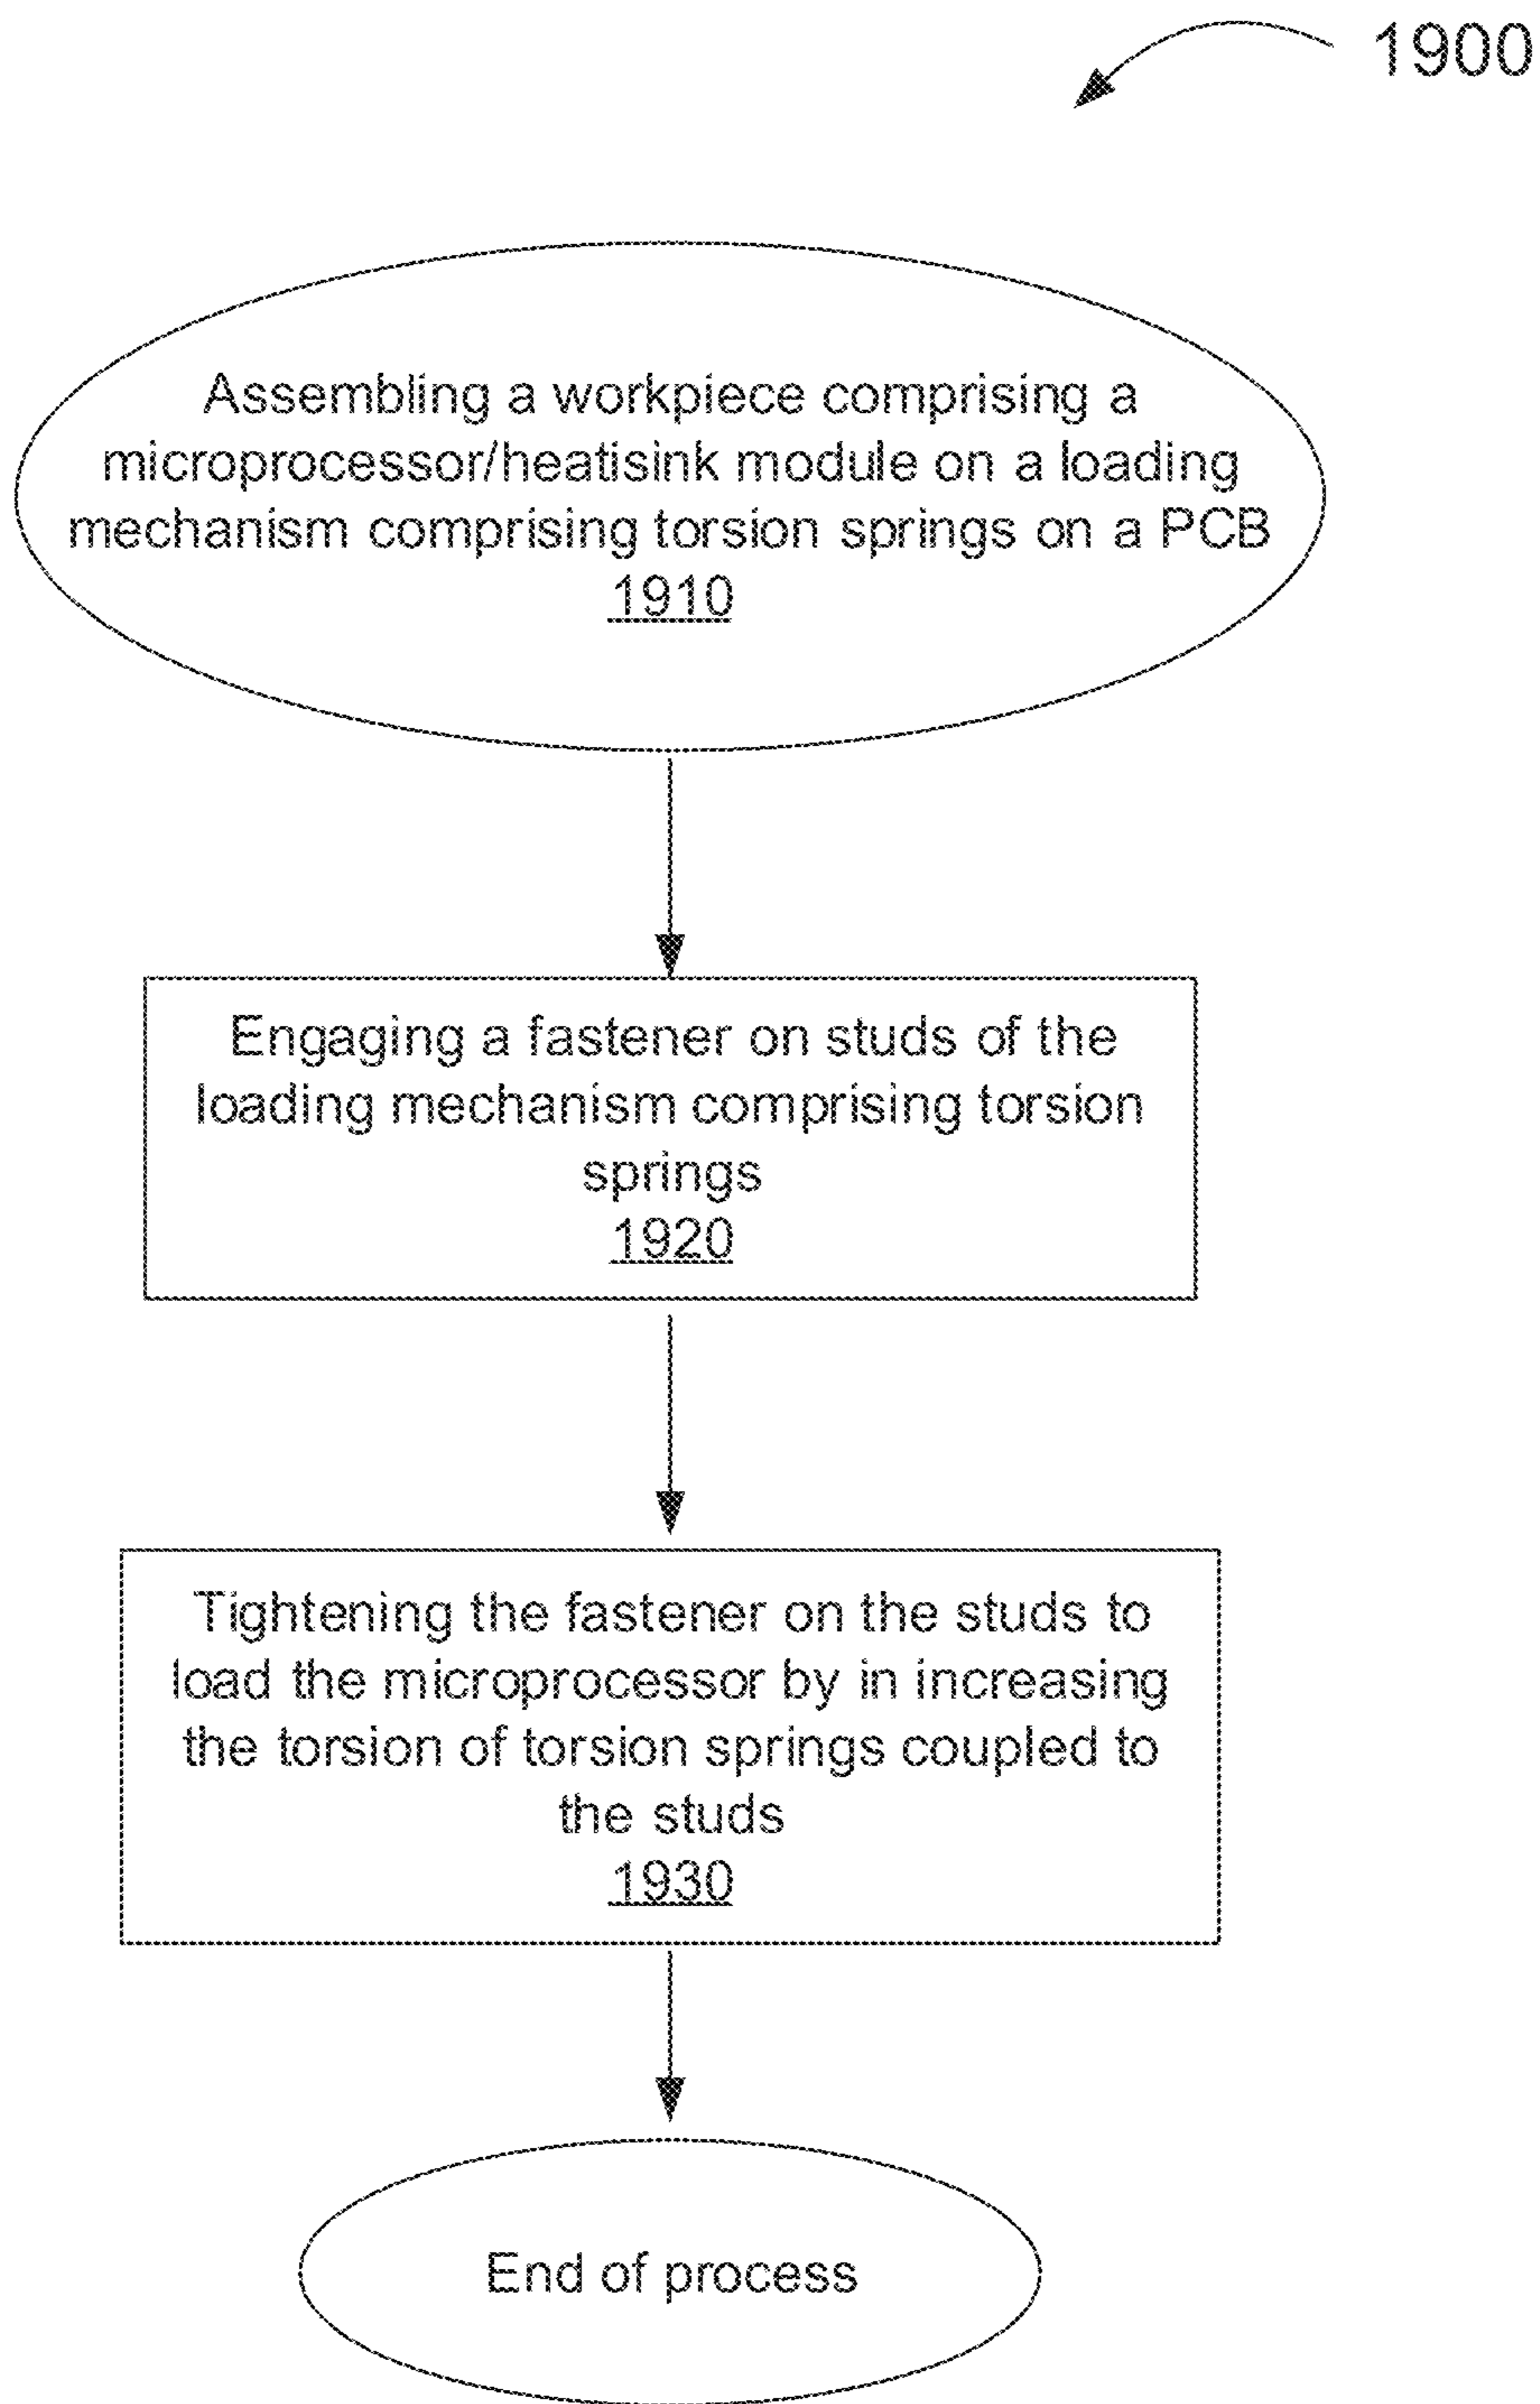 1900
Assembling a workpiece comprising a
microprocessor/heatisink module on a loading
mechanism comprising torsion springs on a PCB
1910
Engaging a fastener on studs of the
loading mechanism comprising torsion
springs
1920
Tightening the fastener on the studs to
load the microprocessor by in increasing
the torsion of torsion springs coupled to
the studs
1930
End of process